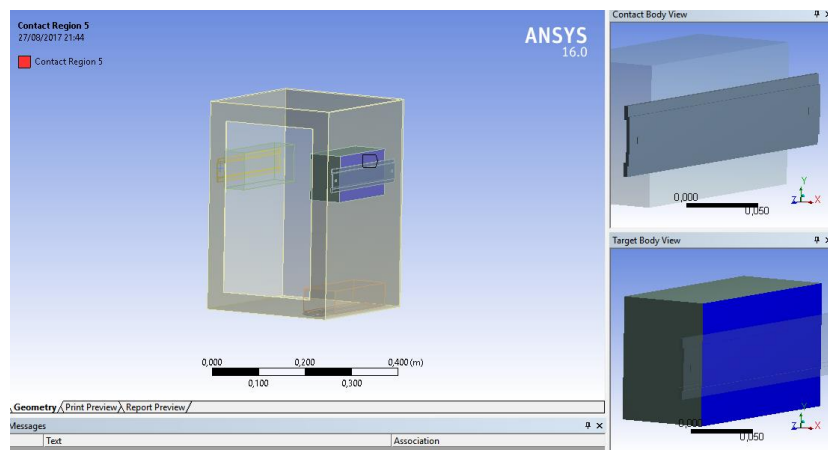 Contact Region 5
27/08/2017 21:44
Contact Region 5
ANSYS
16.0
0,000
0,200
0,400 (m)
0,100
0,300
Geometry
Print Preview
Report Preview
Messages
Text
Association
Contact Body View
0,000
0,050
Y
Z
X
Target Body View
0,000
0,050
Y
Z
X